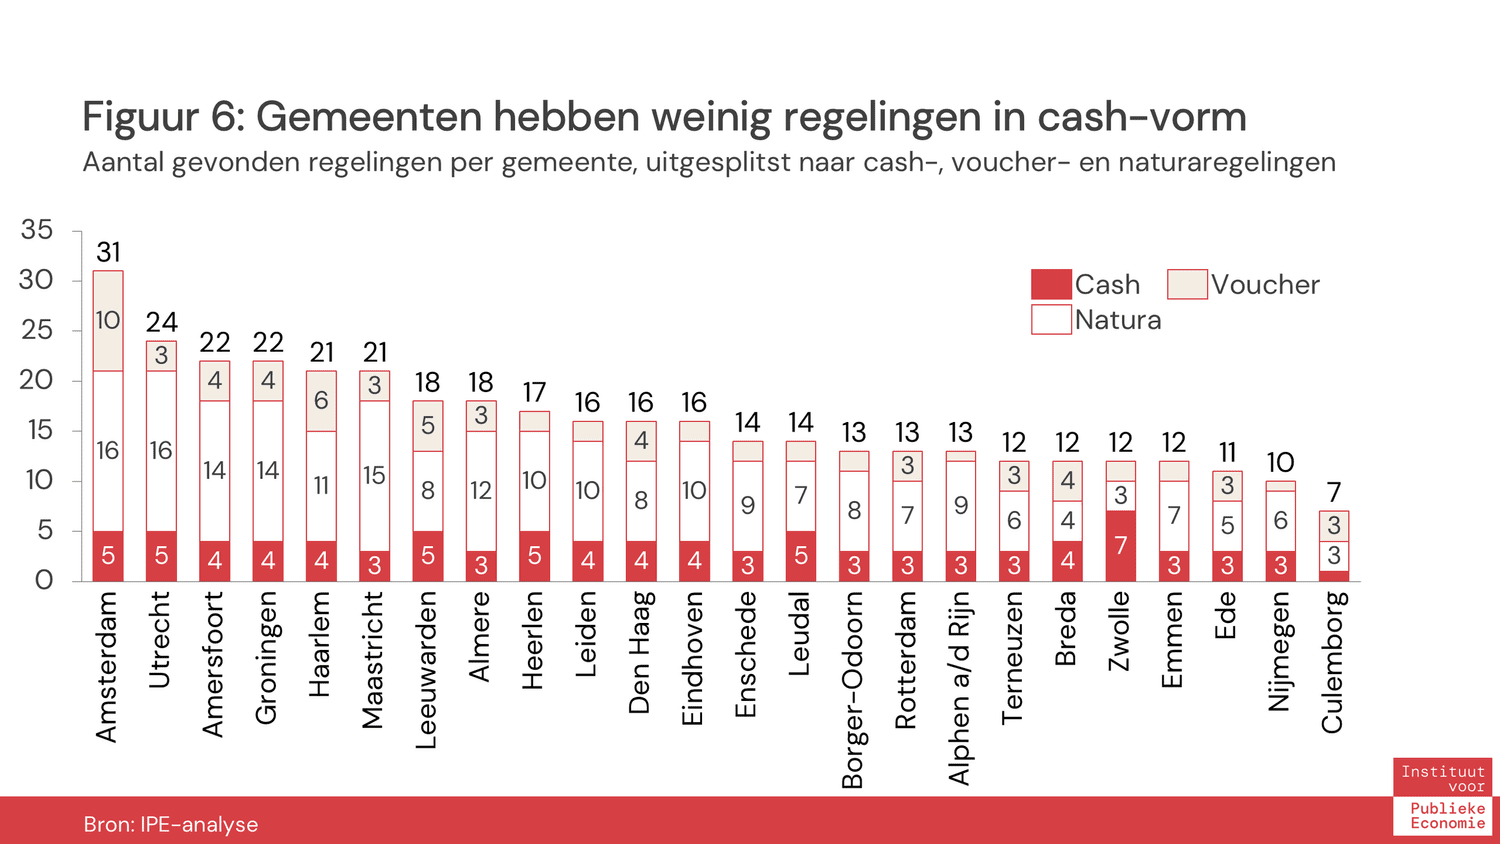 Figuur 6: Gemeenten hebben weinig regelingen in cash-vorm
Aantal gevonden regelingen per gemeente, uitgesplitst naar cash-, voucher- en naturaregelingen
35
30
25
20
15
10
5
0
Cash
Voucher
Natura
31
10
16
5
Amsterdam
24
3
16
5
Utrecht
22
4
14
4
Amersfoort
22
4
14
4
Groningen
21
6
11
4
Haarlem
21
3
15
3
Maastricht
18
5
8
5
Leeuwarden
18
3
12
3
Almere
17
10
5
Heerlen
16
10
4
Leiden
16
4
8
4
Den Haag
16
10
4
Eindhoven
14
9
3
Enschede
14
7
5
Leudal
13
8
3
Borger-Odoorn
13
3
7
3
Rotterdam
13
9
3
Alphen a/d Rijn
12
3
6
3
Terneuzen
12
4
4
4
Breda
12
3
7
Zwolle
12
7
3
Emmen
11
3
5
3
Ede
10
6
3
Nijmegen
7
3
3
Culemborg
Bron: IPE-analyse
Instituut
voor
Publieke
Economie